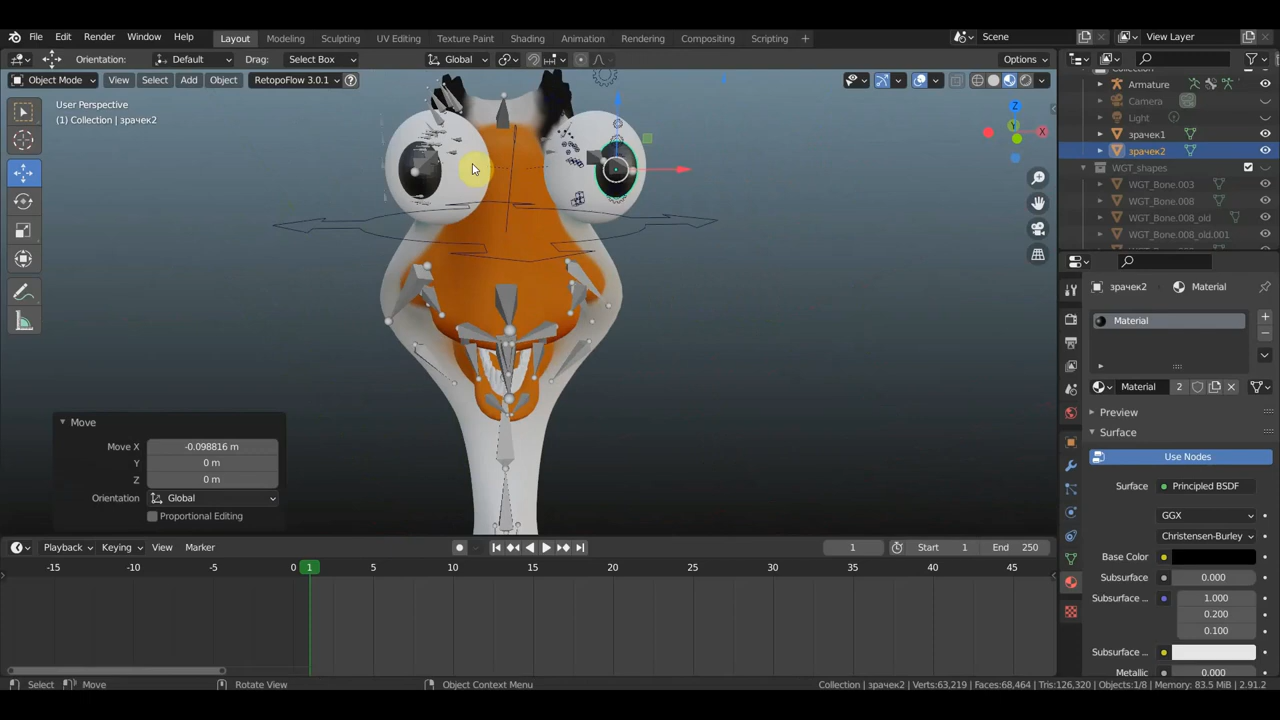 File Edit Render Window Help Layout Modeling Sculpting UV Editing Texture Paint Shading Animation Rendering Compositing Scripting + Scene View Layer
Orientation: Default Drag: Select Box Global Options
Object Mode View Select Add Object RetopoFlow 3.0.1
User Perspective
(1) Collection | зрачек2
Z
Y
X
Armature
Camera
Light
зрачек1
зрачек2
WGT_shapes
WGT_Bone.003
WGT_Bone.008
WGT_Bone.008_old
WGT_Bone.008_old.001
зрачек2 Material
Material
Material 2
Preview
Surface
Use Nodes
Surface Principled BSDF
GGX
Christensen-Burley
Base Color
Subsurface 0.000
Subsurface .. 1.000
0.200
0.100
Subsurface ..
Metallic 0.000
Move
Move X -0.098816 m
Y 0 m
Z 0 m
Orientation Global
Proportional Editing
Playback Keying View Marker 1 Start 1 End 250
-15 -10 -5 0 1 5 10 15 20 25 30 35 40 45
Select Move Rotate View Object Context Menu Collection | зрачек2 | Verts:63,219 | Faces:68,464 | Tris:126,320 | Objects:1/8 | Memory: 83.5 MiB | 2.91.2